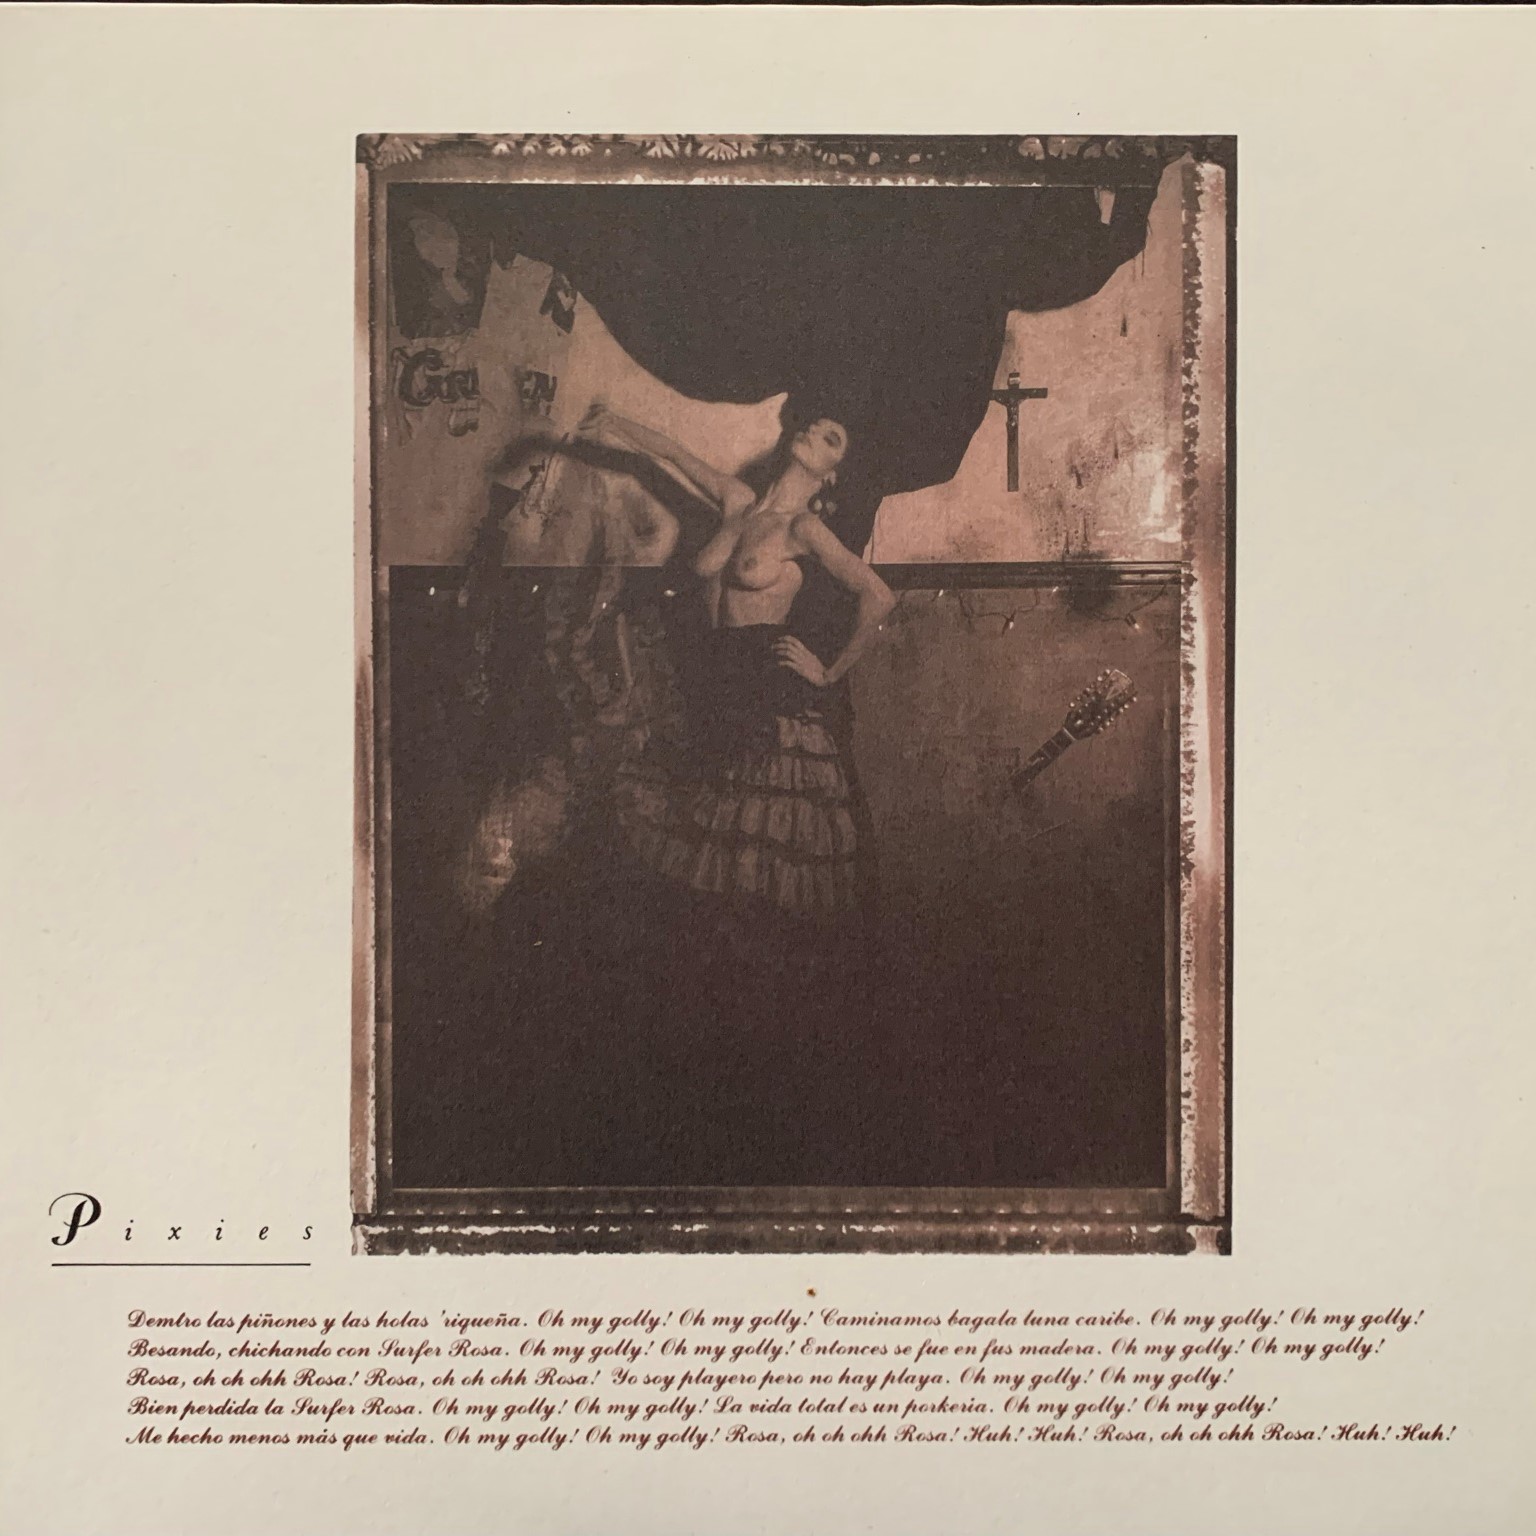 Pixies
Demtro las piñones y las holas 'riqueña. Oh my golly! Oh my golly! Caminamos bagala luna caribe. Oh my golly! Oh my golly!
Besando, chichando con Surfer Rosa. Oh my golly! Oh my golly! Entonces se fue en fus madera. Oh my golly! Oh my golly!
Rosa, oh oh ohh Rosa! Rosa, oh oh ohh Rosa! Yo soy playero pero no hay playa. Oh my golly! Oh my golly!
Bien perdida la Surfer Rosa. Oh my golly! Oh my golly! La vida total es un porkeria. Oh my golly! Oh my golly!
Me hecho menos más que vida. Oh my golly! Oh my golly! Rosa, oh oh ohh Rosa! Huh! Huh! Rosa, oh oh ohh Rosa! Huh! Huh!